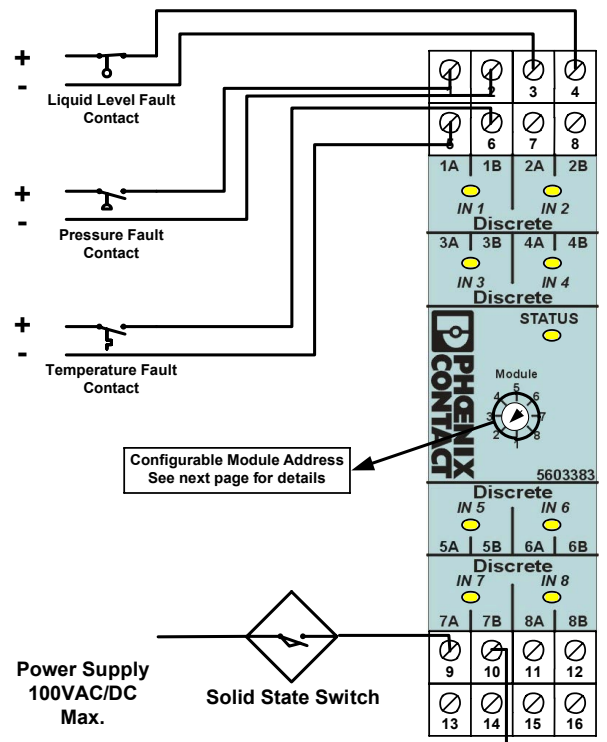 +
-
Liquid Level Fault
Contact
+
-
Pressure Fault
Contact
+
-
Temperature Fault
Contact
Configurable Module Address
See next page for details
Power Supply
100VAC/DC
Max.
Solid State Switch
1 2 3 4
5 6 7 8
1A 1B 2A 2B
IN 1 IN 2
Discrete
3A 3B 4A 4B
IN 3 IN 4
Discrete
STATUS
PHŒNIX
CONTACT
Module
1 2 3 4 5 6 7 8
5603383
Discrete
IN 5 IN 6
5A 5B 6A 6B
Discrete
IN 7 IN 8
7A 7B 8A 8B
9 10 11 12
13 14 15 16